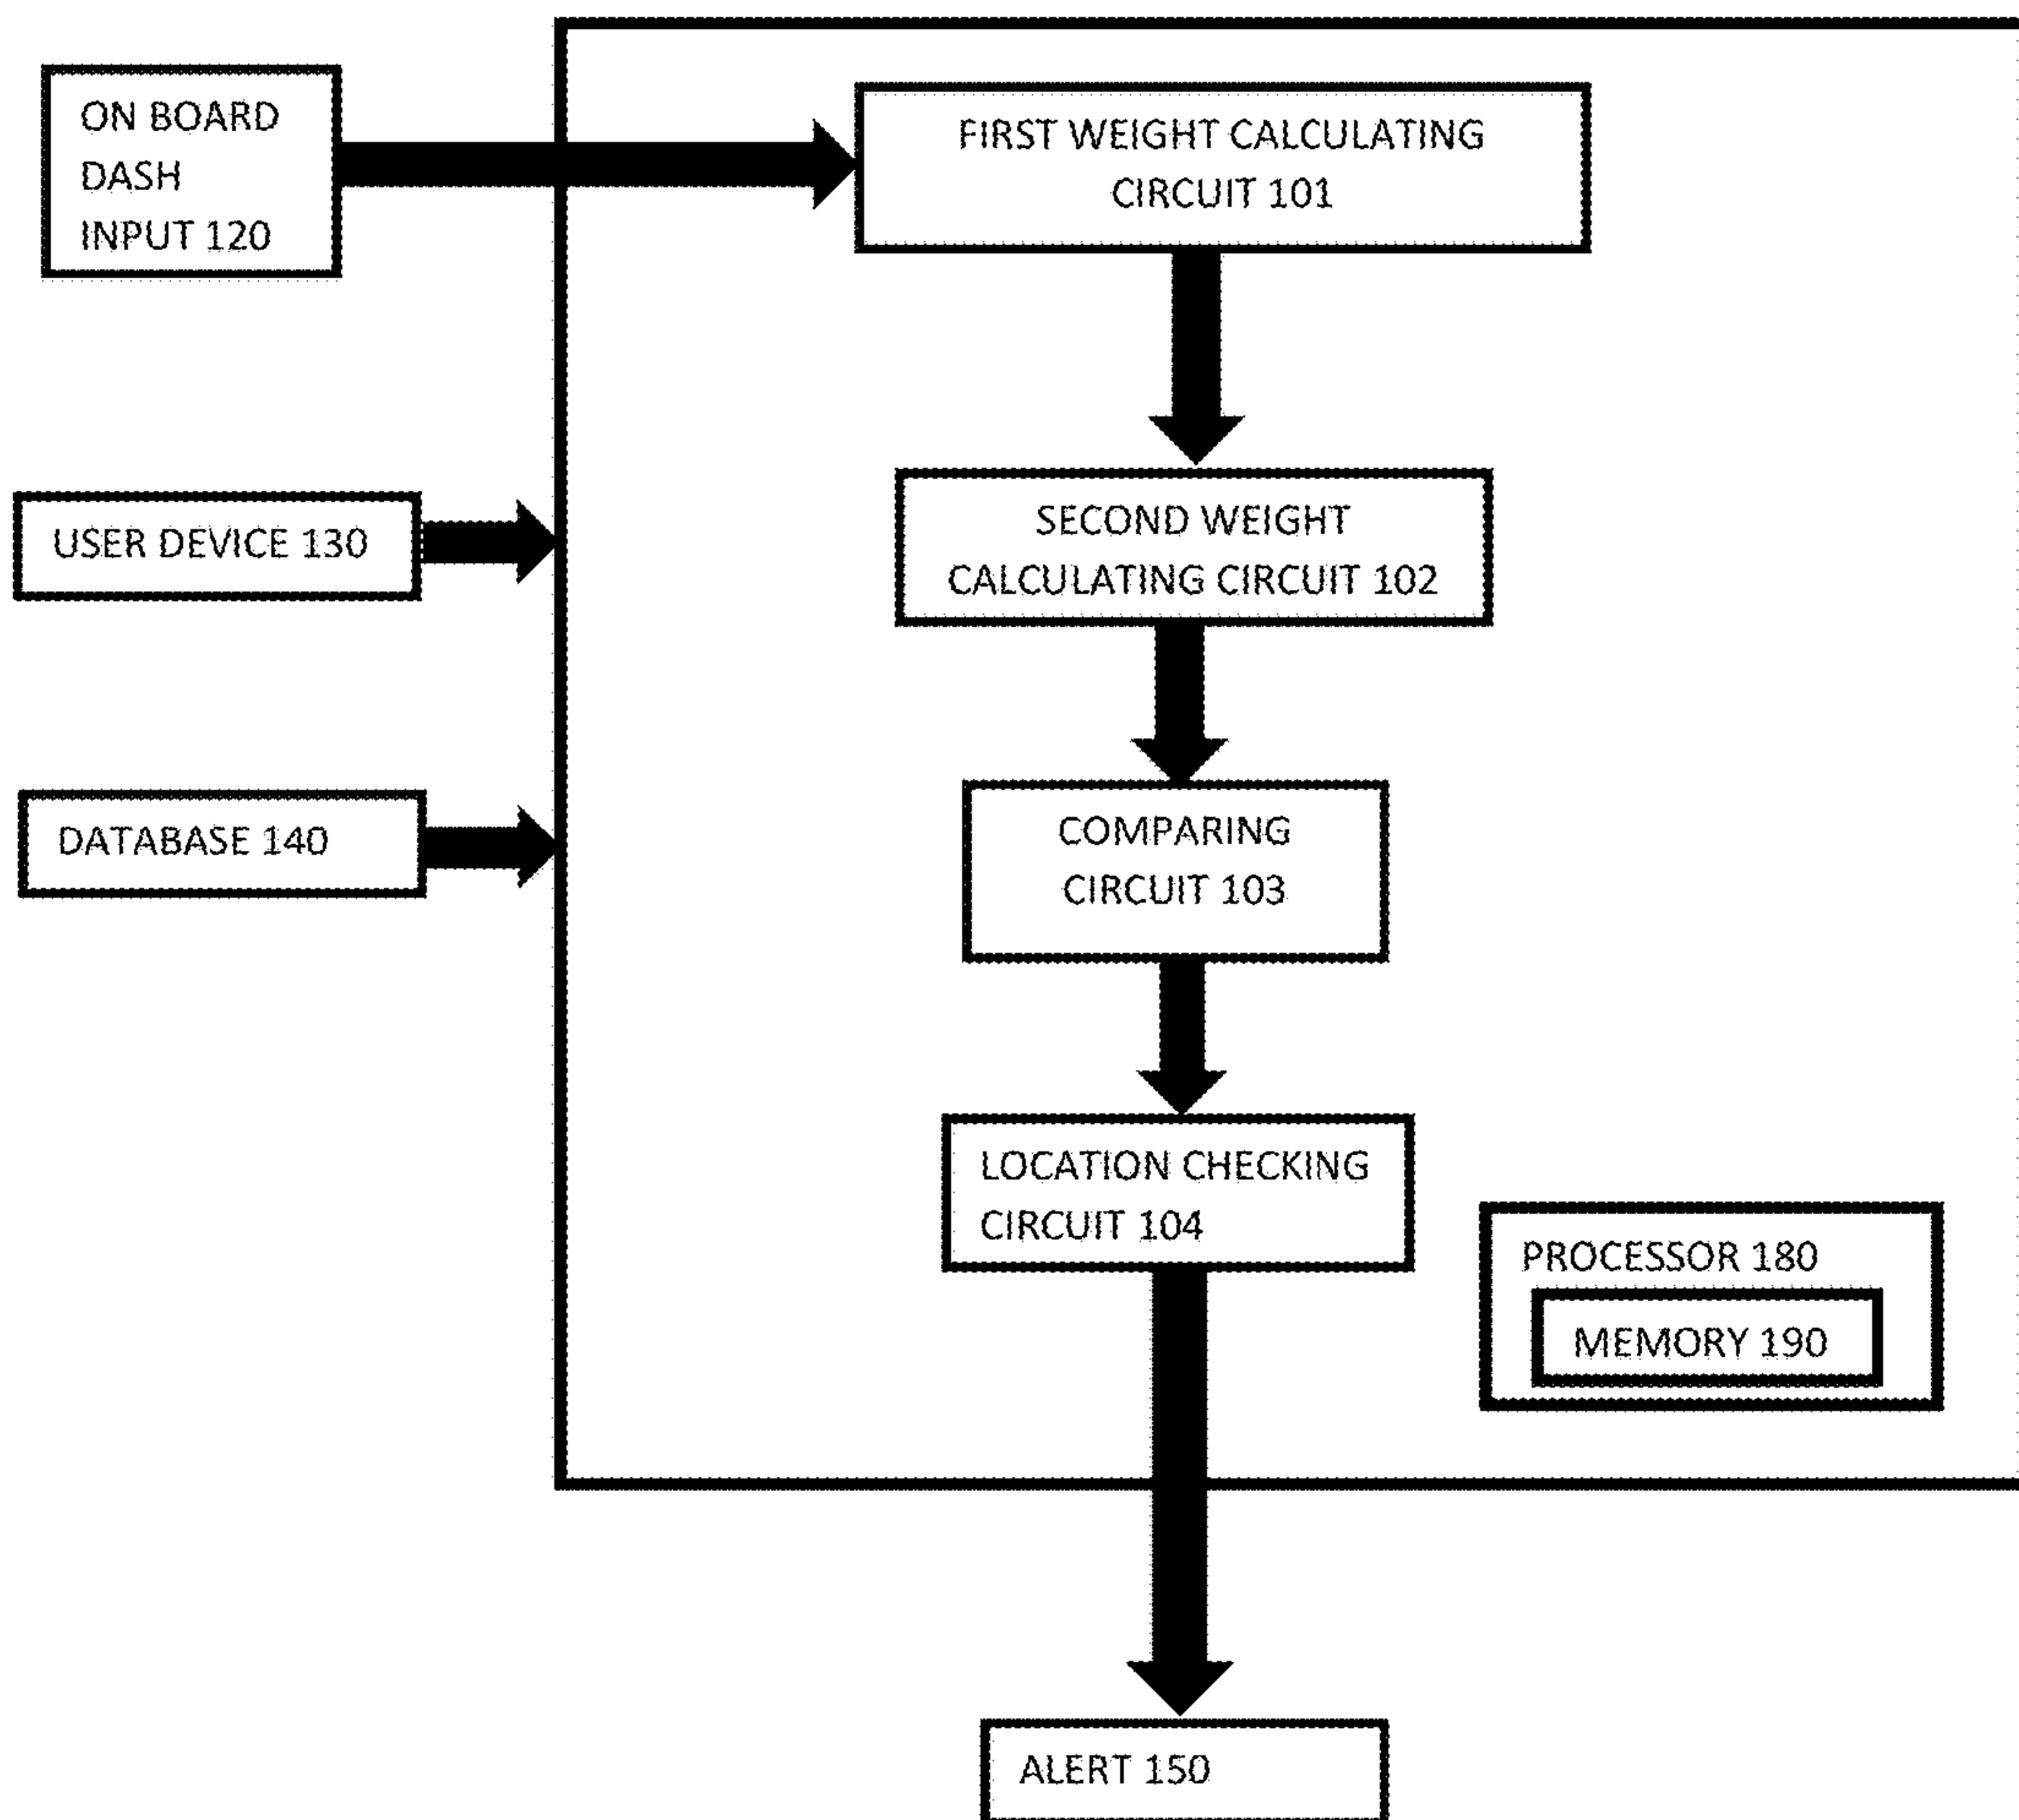 ON BOARD
DASH
INPUT 120
FIRST WEIGHT CALCULATING
CIRCUIT 101
USER DEVICE 130
SECOND WEIGHT
CALCULATING CIRCUIT 102
DATABASE 140
COMPARING
CIRCUIT 103
LOCATION CHECKING
CIRCUIT 104
PROCESSOR 180
MEMORY 190
ALERT 150